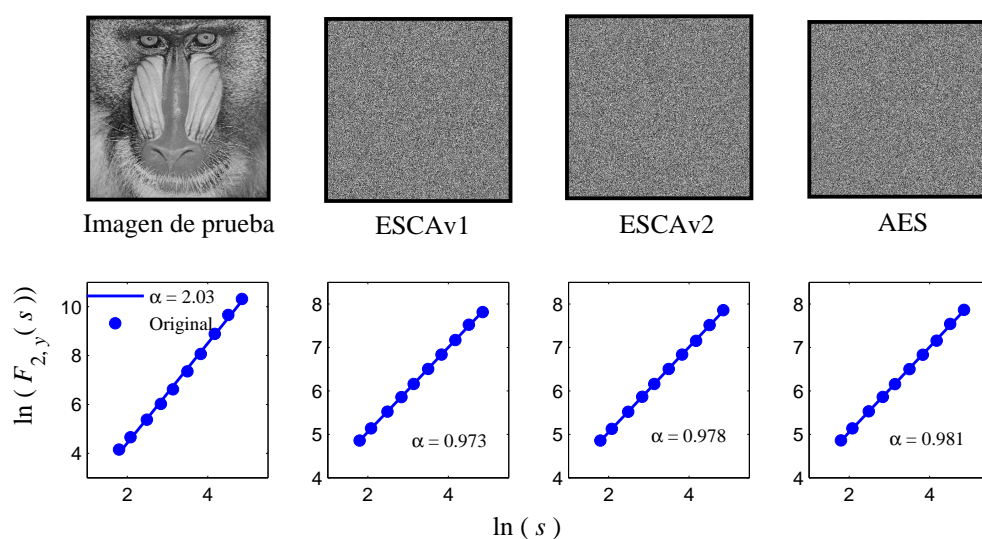 Imagen de prueba
ESCAv1
ESCAv2
AES
ln ( F2, y ( s ))
10
8
6
4
α = 2.03
Original
2 4
8
7
6
5
4
α = 0.973
2 4
8
7
6
5
4
α = 0.978
2 4
8
7
6
5
4
α = 0.981
2 4
ln ( s )